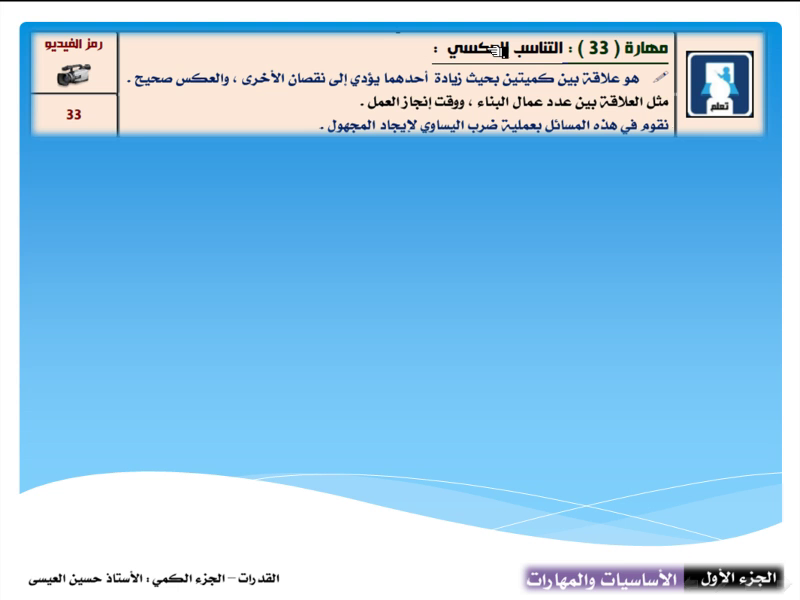 مهارة ( 33 ) : التناسب العكسي :
هو علاقة بين كميتين بحيث زيادة أحدهما يؤدي إلى نقصان الأخرى ، والعكس صحيح .
مثل العلاقة بين عدد عمال البناء ، ووقت إنجاز العمل .
نقوم في هذه المسائل بعملية ضرب اليساوي لإيجاد المجهول .
تعلم
رمز الفيديو
33
الجزء الأول
الأساسيات والمهارات
القدرات – الجزء الكمي : الأستاذ حسين العيسى